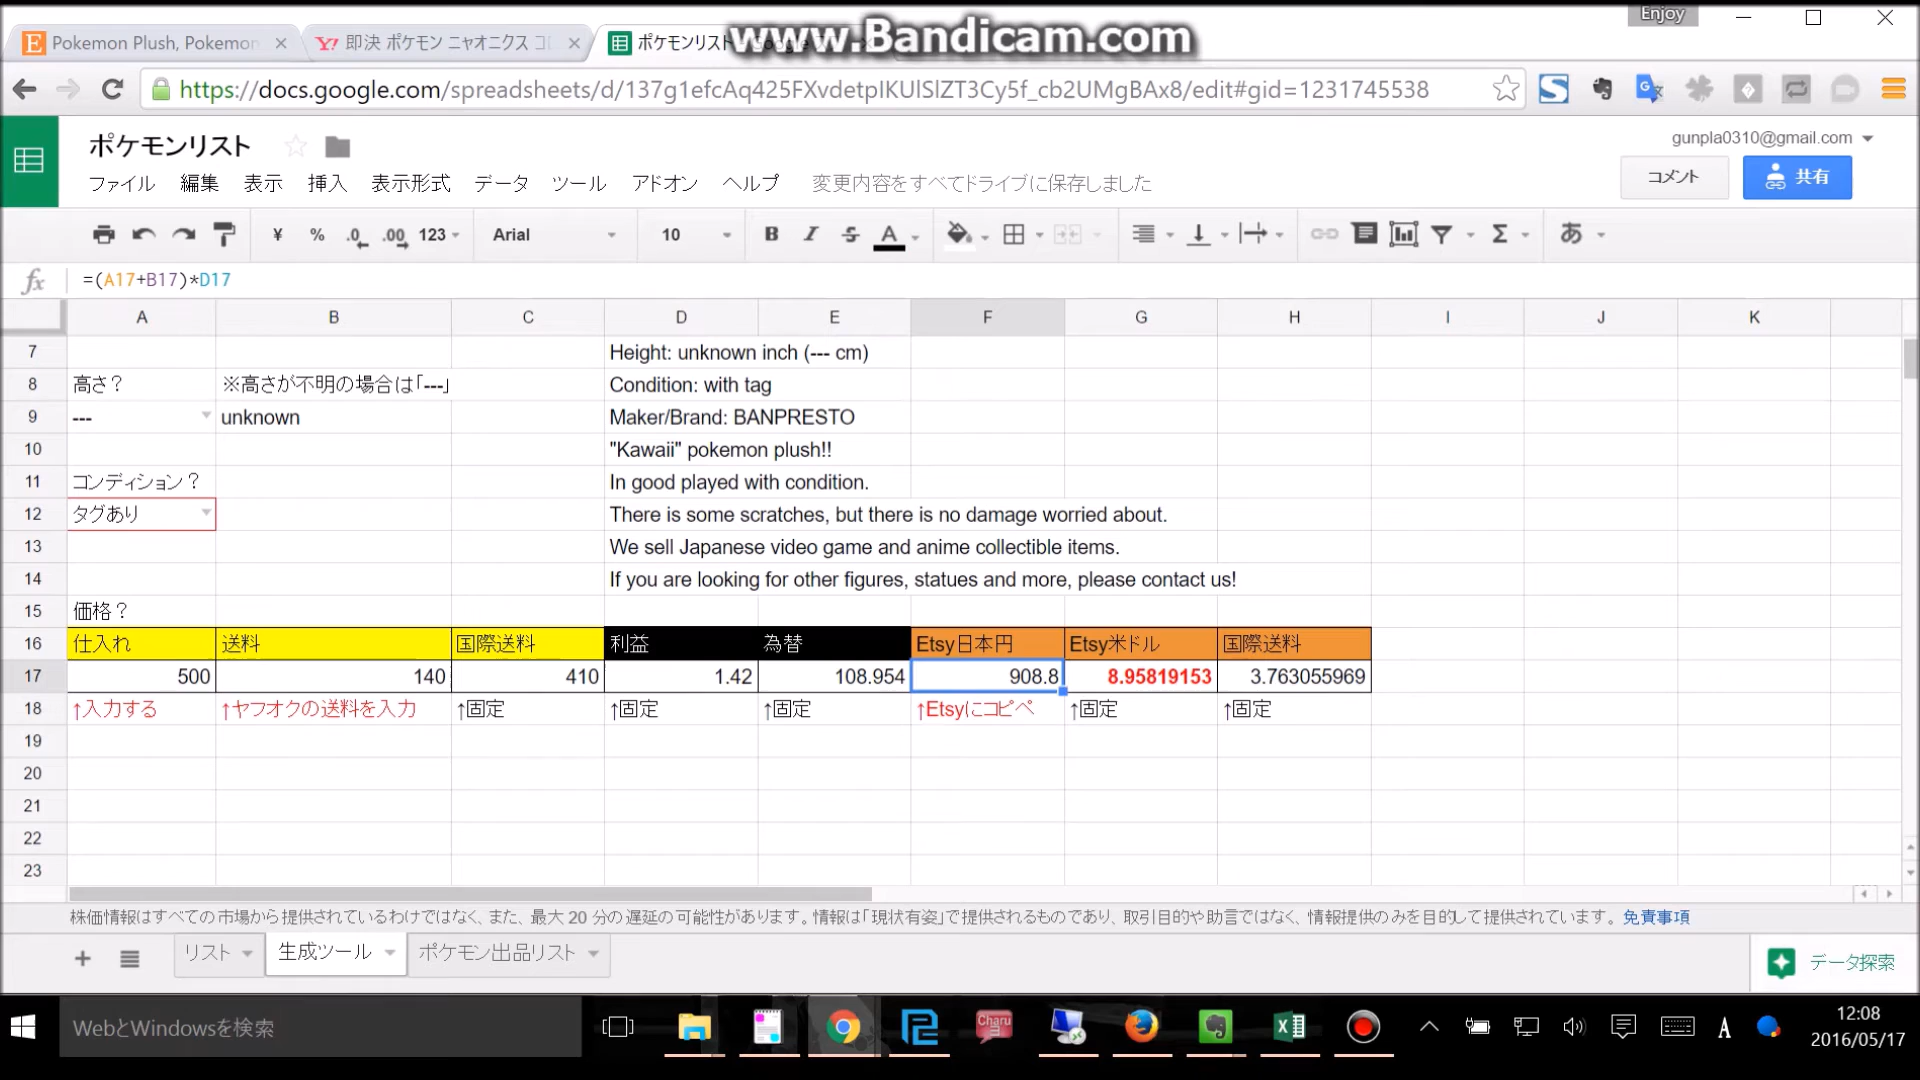 www.Bandicam.com
Enjoy
Pokemon Plush, Pokemon
即決 ポケモン ニャオニクス コ
ポケモンリスト
https://docs.google.com/spreadsheets/d/137g1efcAq425FXvdetpIKUlSlZT3Cy5f_cb2UMgBAx8/edit#gid=1231745538
ポケモンリスト
gunpla0310@gmail.com
ファイル 編集 表示 挿入 表示形式 データ ツール アドオン ヘルプ 変更内容をすべてドライブに保存しました
コメント
共有
¥ % .0 .00 123 Arial 10 B I S A Σ あ
fx =(A17+B17)*D17
A B C D E F G H I J K
7 Height: unknown inch (--- cm)
8 高さ? ※高さが不明の場合は「---」 Condition: with tag
9 --- unknown Maker/Brand: BANPRESTO
10 "Kawaii" pokemon plush!!
11 コンディション? In good played with condition.
12 タグあり There is some scratches, but there is no damage worried about.
13 We sell Japanese video game and anime collectible items.
14 If you are looking for other figures, statues and more, please contact us!
15 価格?
16 仕入れ 送料 国際送料 利益 為替 Etsy日本円 Etsy米ドル 国際送料
17 500 140 410 1.42 108.954 908.8 8.95819153 3.763055969
18 ↑入力する ↑ヤフオクの送料を入力 ↑固定 ↑固定 ↑固定 ↑Etsyにコピペ ↑固定 ↑固定
19
20
21
22
23
株価情報はすべての市場から提供されているわけではなく、また、最大 20 分の遅延の可能性があります。情報は「現状有姿」で提供されるものであり、取引目的や助言ではなく、情報提供のみを目的として提供されています。 免責事項
リスト 生成ツール ポケモン出品リスト
データ探索
WebとWindowsを検索
Charu
A
12:08
2016/05/17